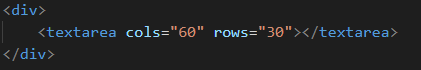 <div>
    <textarea cols="60" rows="30"></textarea>
</div>